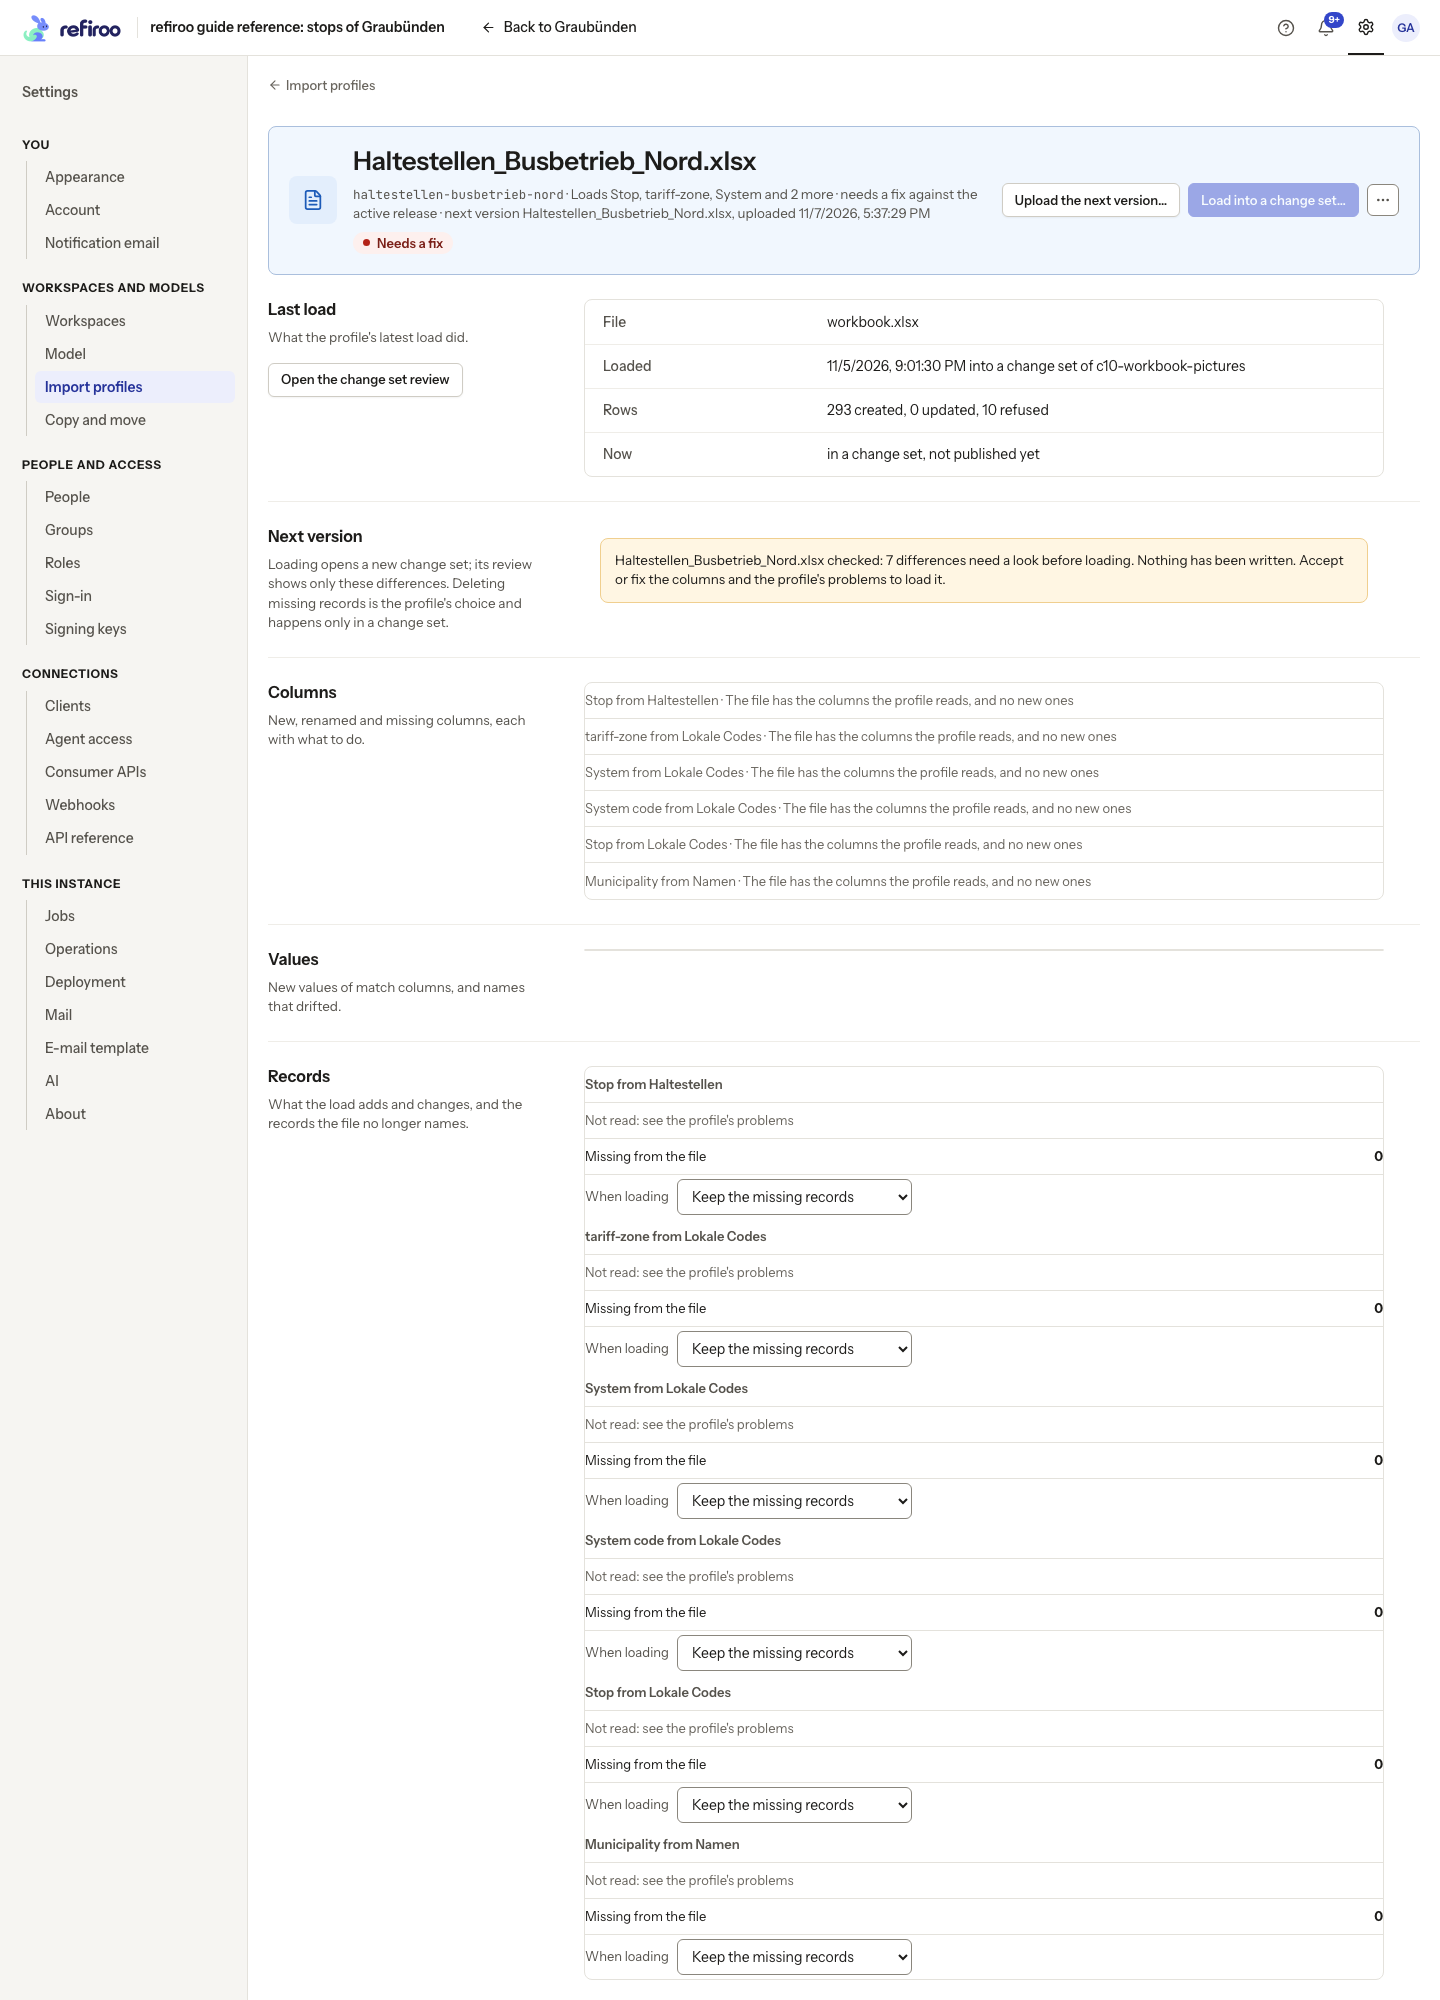 refiroo
refiroo guide reference: stops of Graubünden
← Back to Graubünden
9+
GA
Settings
YOU
Appearance
Account
Notification email
WORKSPACES AND MODELS
Workspaces
Model
Import profiles
Copy and move
PEOPLE AND ACCESS
People
Groups
Roles
Sign-in
Signing keys
CONNECTIONS
Clients
Agent access
Consumer APIs
Webhooks
API reference
THIS INSTANCE
Jobs
Operations
Deployment
Mail
E-mail template
AI
About
← Import profiles
Haltestellen_Busbetrieb_Nord.xlsx
haltestellen-busbetrieb-nord · Loads Stop, tariff-zone, System and 2 more · needs a fix against the
active release · next version Haltestellen_Busbetrieb_Nord.xlsx, uploaded 11/7/2026, 5:37:29 PM
Needs a fix
Upload the next version...
Load into a change set...
Last load
What the profile's latest load did.
Open the change set review
File workbook.xlsx
Loaded 11/5/2026, 9:01:30 PM into a change set of c10-workbook-pictures
Rows 293 created, 0 updated, 10 refused
Now in a change set, not published yet
Next version
Loading opens a new change set; its review
shows only these differences. Deleting
missing records is the profile's choice and
happens only in a change set.
Haltestellen_Busbetrieb_Nord.xlsx checked: 7 differences need a look before loading. Nothing has been written. Accept
or fix the columns and the profile's problems to load it.
Columns
New, renamed and missing columns, each
with what to do.
Stop from Haltestellen · The file has the columns the profile reads, and no new ones
tariff-zone from Lokale Codes · The file has the columns the profile reads, and no new ones
System from Lokale Codes · The file has the columns the profile reads, and no new ones
System code from Lokale Codes · The file has the columns the profile reads, and no new ones
Stop from Lokale Codes · The file has the columns the profile reads, and no new ones
Municipality from Namen · The file has the columns the profile reads, and no new ones
Values
New values of match columns, and names
that drifted.
Records
What the load adds and changes, and the
records the file no longer names.
Stop from Haltestellen
Not read: see the profile's problems
Missing from the file 0
When loading Keep the missing records
tariff-zone from Lokale Codes
Not read: see the profile's problems
Missing from the file 0
When loading Keep the missing records
System from Lokale Codes
Not read: see the profile's problems
Missing from the file 0
When loading Keep the missing records
System code from Lokale Codes
Not read: see the profile's problems
Missing from the file 0
When loading Keep the missing records
Stop from Lokale Codes
Not read: see the profile's problems
Missing from the file 0
When loading Keep the missing records
Municipality from Namen
Not read: see the profile's problems
Missing from the file 0
When loading Keep the missing records